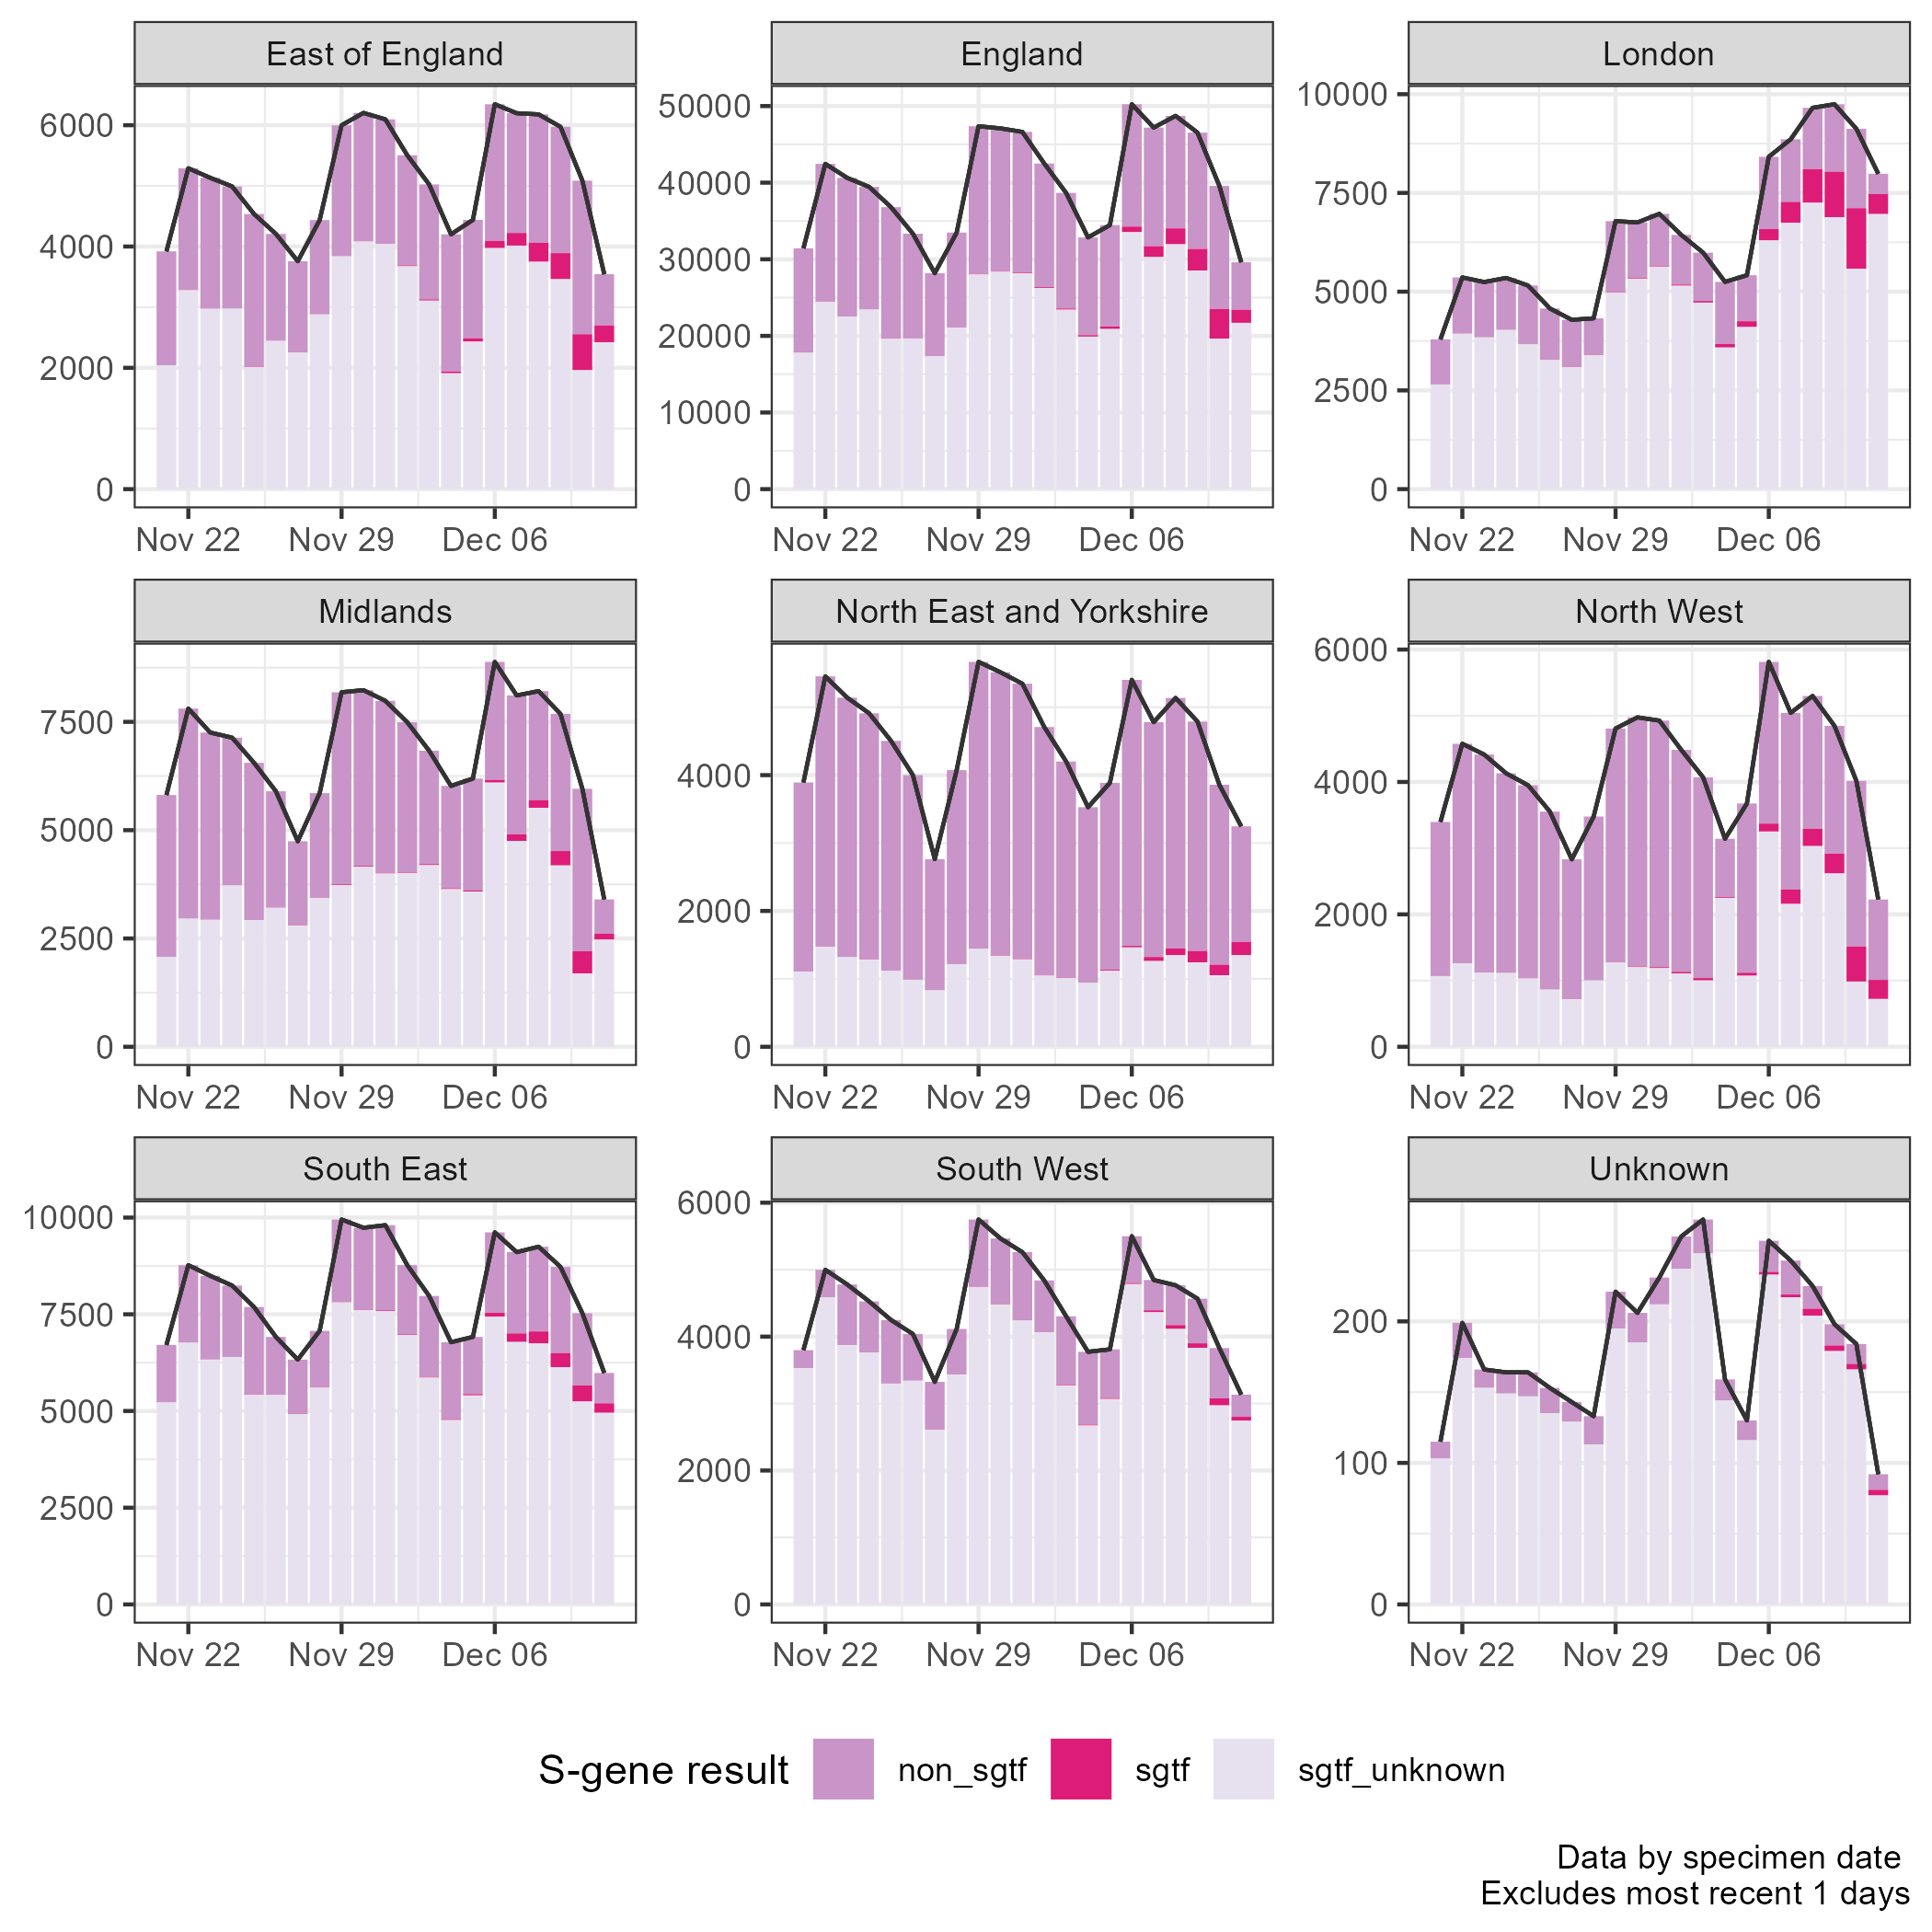 East of England
6000
4000
2000
0
Nov 22 Nov 29 Dec 06
England
50000
40000
30000
20000
10000
0
Nov 22 Nov 29 Dec 06
London
10000
7500
5000
2500
0
Nov 22 Nov 29 Dec 06
Midlands
7500
5000
2500
0
Nov 22 Nov 29 Dec 06
North East and Yorkshire
4000
2000
0
Nov 22 Nov 29 Dec 06
North West
6000
4000
2000
0
Nov 22 Nov 29 Dec 06
South East
10000
7500
5000
2500
0
Nov 22 Nov 29 Dec 06
South West
6000
4000
2000
0
Nov 22 Nov 29 Dec 06
Unknown
200
100
0
Nov 22 Nov 29 Dec 06
S-gene result non_sgtf sgtf sgtf_unknown
Data by specimen date
Excludes most recent 1 days